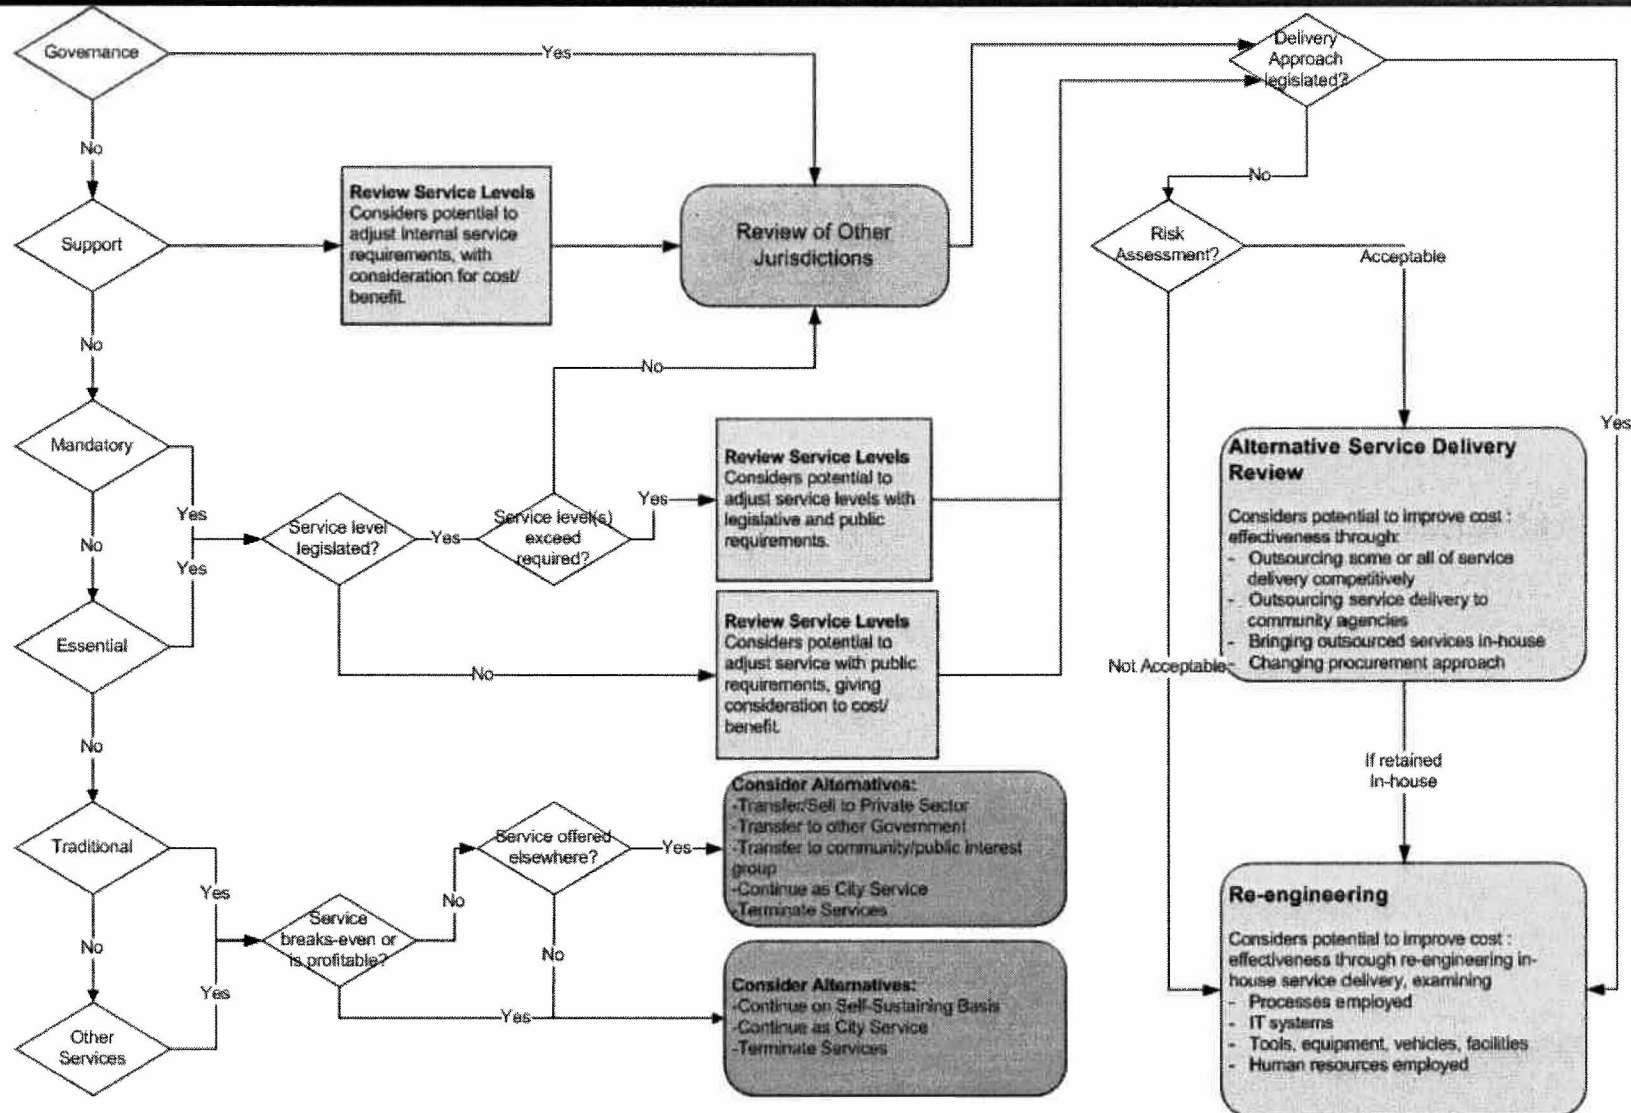 Governance
Yes
No
Support
Review Service Levels
Considers potential to
adjust internal service
requirements, with
consideration for cost/
benefit.
Review of Other
Jurisdictions
Delivery
Approach
legislated?
No
Risk
Assessment?
Acceptable
Yes
No
Mandatory
Yes
No
Yes
Essential
Service level
legislated?
Yes
No
Service level(s)
exceed
required?
No
Yes
Review Service Levels
Considers potential to
adjust service levels with
legislative and public
requirements.
Review Service Levels
Considers potential to
adjust service with public
requirements, giving
consideration to cost/
benefit.
Alternative Service Delivery
Review
Considers potential to improve cost :
effectiveness through:
- Outsourcing some or all of service
delivery competitively
- Outsourcing service delivery to
community agencies
- Bringing outsourced services in-house
- Changing procurement approach
Not Acceptable
If retained
In-house
No
Traditional
Yes
No
Yes
Other
Services
Service
breaks-even or
is profitable?
No
Yes
Service offered
elsewhere?
Yes
No
Consider Alternatives:
-Transfer/Sell to Private Sector
-Transfer to other Government
-Transfer to community/public interest
group
-Continue as City Service
-Terminate Services
Consider Alternatives:
-Continue on Self-Sustaining Basis
-Continue as City Service
-Terminate Services
Re-engineering
Considers potential to improve cost :
effectiveness through re-engineering in-
house service delivery, examining
- Processes employed
- IT systems
- Tools, equipment, vehicles, facilities
- Human resources employed